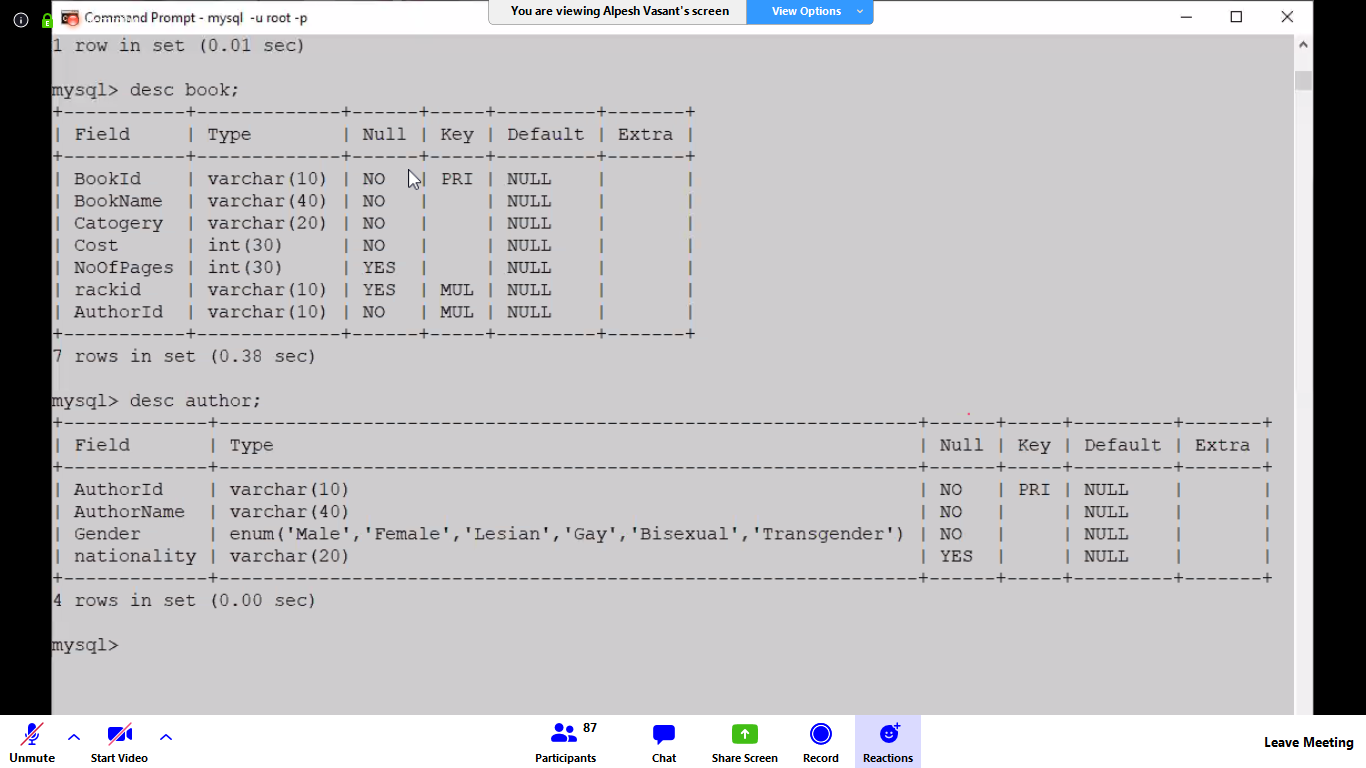 You are viewing Alpesh Vasant's screen View Options
Command Prompt - mysql -u root -p
1 row in set (0.01 sec)
mysql> desc book;
+-----------+-------------+------+-----+---------+-------+
| Field | Type | Null | Key | Default | Extra |
+-----------+-------------+------+-----+---------+-------+
| BookId | varchar(10) | NO | PRI | NULL | |
| BookName | varchar(40) | NO | | NULL | |
| Catogery | varchar(20) | NO | | NULL | |
| Cost | int(30) | NO | | NULL | |
| NoOfPages | int(30) | YES | | NULL | |
| rackid | varchar(10) | YES | MUL | NULL | |
| AuthorId | varchar(10) | NO | MUL | NULL | |
+-----------+-------------+------+-----+---------+-------+
7 rows in set (0.38 sec)
mysql> desc author;
+-------------+---------------------------------------------------------------+------+-----+---------+-------+
| Field | Type | Null | Key | Default | Extra |
+-------------+---------------------------------------------------------------+------+-----+---------+-------+
| AuthorId | varchar(10) | NO | PRI | NULL | |
| AuthorName | varchar(40) | NO | | NULL | |
| Gender | enum('Male','Female','Lesian','Gay','Bisexual','Transgender') | NO | | NULL | |
| nationality | varchar(20) | YES | | NULL | |
+-------------+---------------------------------------------------------------+------+-----+---------+-------+
4 rows in set (0.00 sec)
mysql>
87
Unmute Start Video Participants Chat Share Screen Record Reactions Leave Meeting